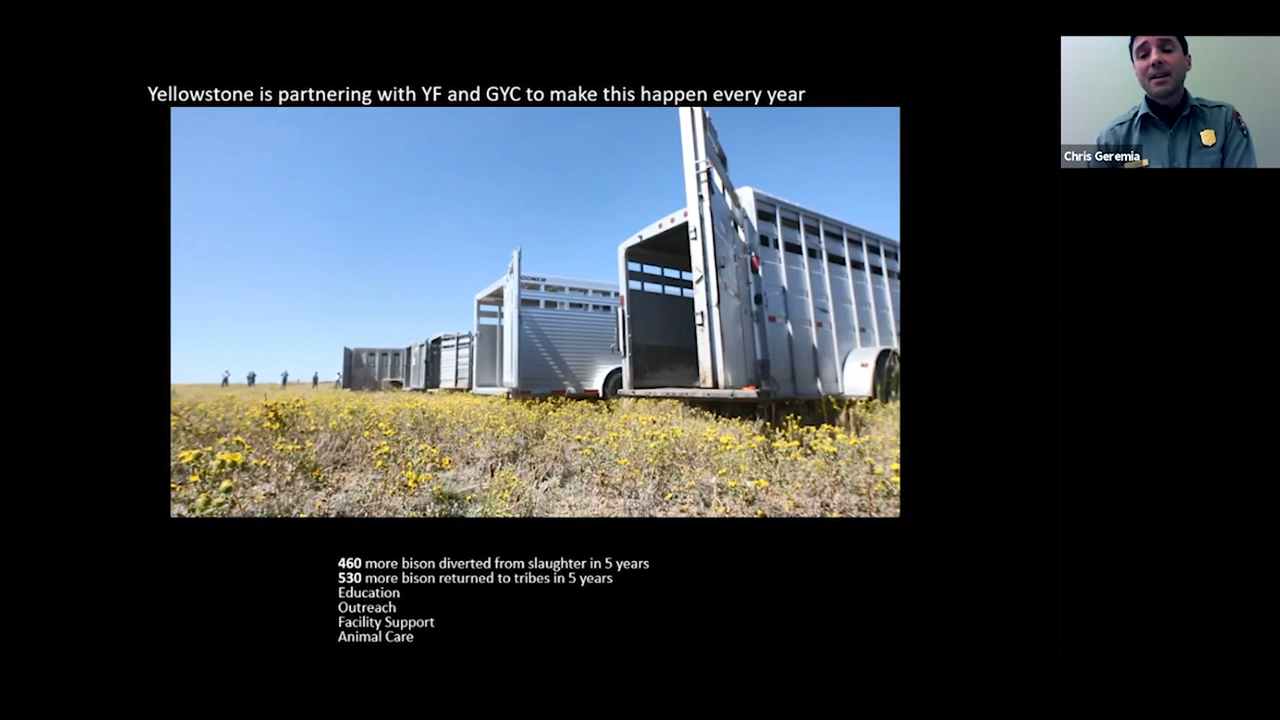 Yellowstone is partnering with YF and GYC to make this happen every year
Chris Geremia
460 more bison diverted from slaughter in 5 years
530 more bison returned to tribes in 5 years
Education
Outreach
Facility Support
Animal Care